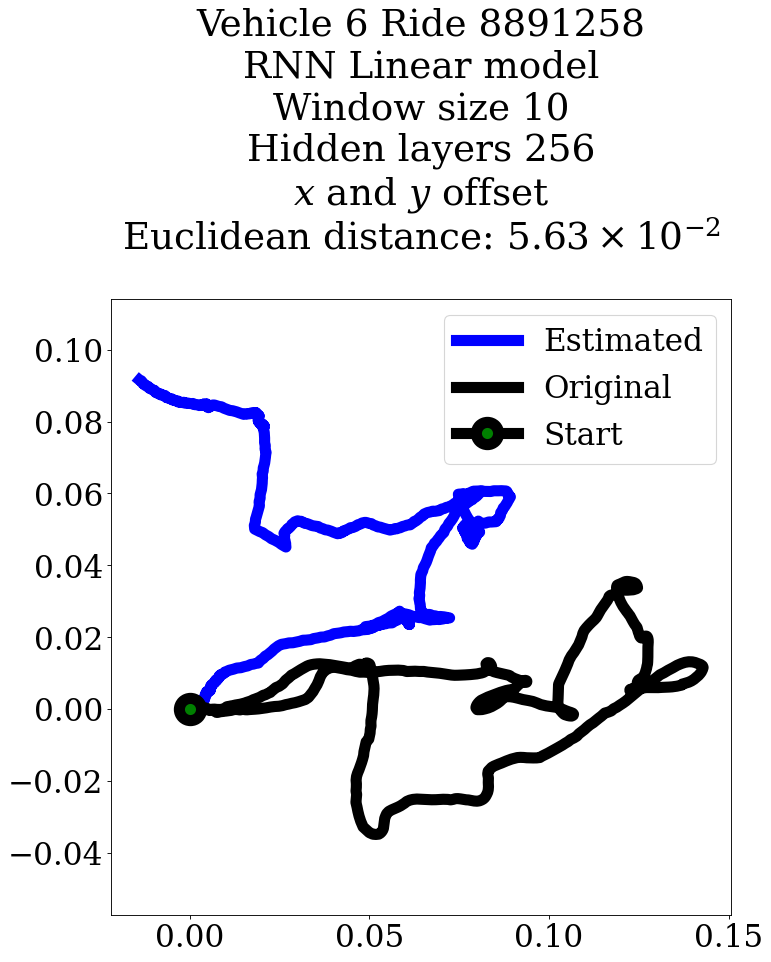 Vehicle 6 Ride 8891258
RNN Linear model
Window size 10
Hidden layers 256
x and y offset
Euclidean distance: 5.63 × 10⁻²
Estimated
Original
Start
0.10
0.08
0.06
0.04
0.02
0.00
−0.02
−0.04
0.00 0.05 0.10 0.15